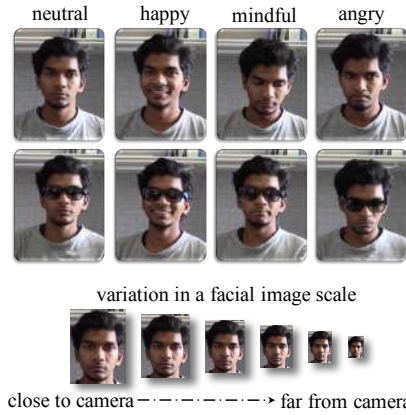 neutral happy mindful angry
variation in a facial image scale
close to camera far from camera